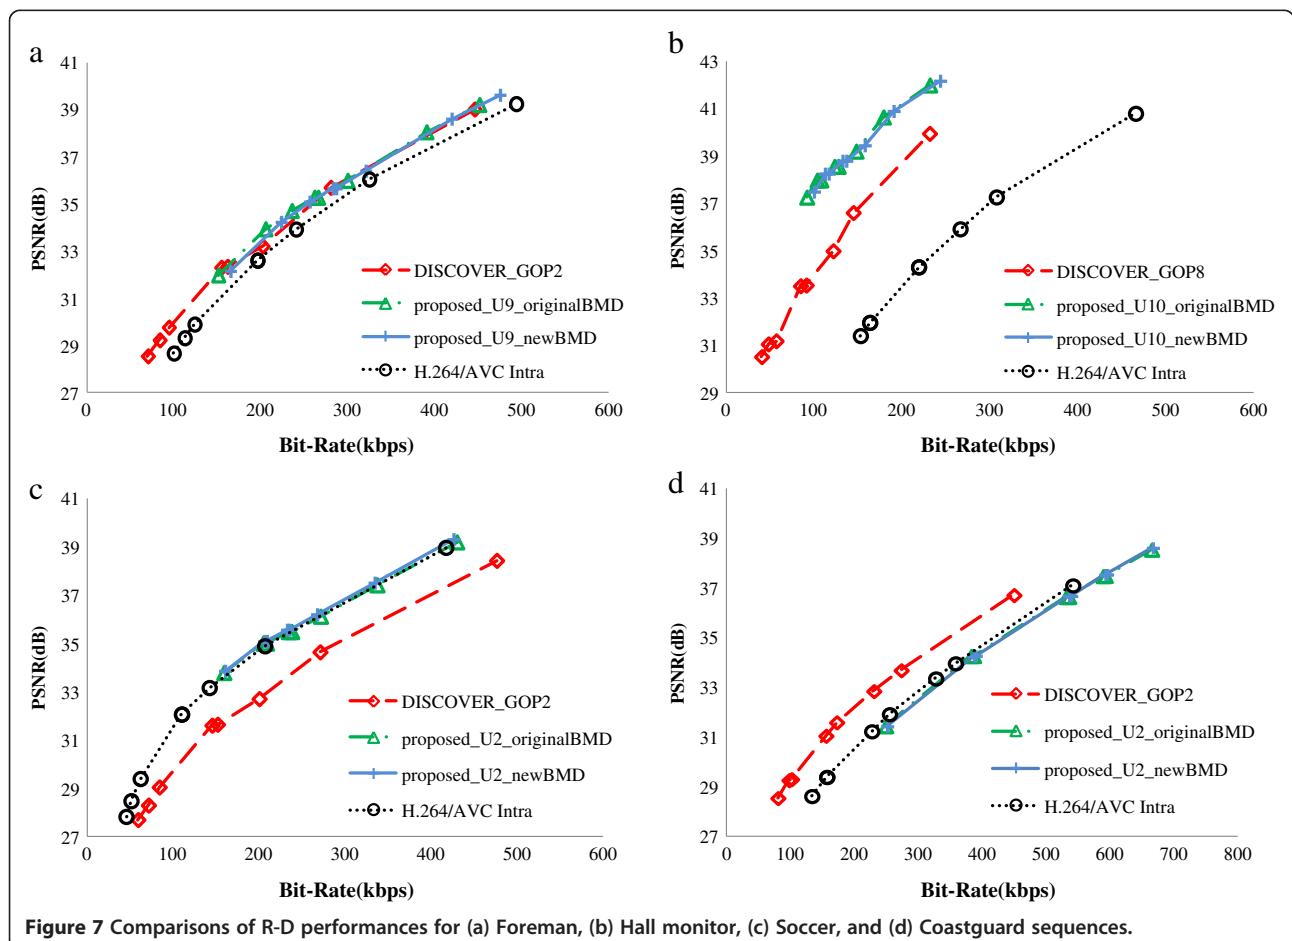 a
41
39
37
35
33
31
29
27
PSNR(dB)
0 100 200 300 400 500 600
Bit-Rate(kbps)
DISCOVER_GOP2
proposed_U9_originalBMD
proposed_U9_newBMD
H.264/AVC Intra
b
43
41
39
37
35
33
31
29
PSNR(dB)
0 100 200 300 400 500 600
Bit-Rate(kbps)
DISCOVER_GOP8
proposed_U10_originalBMD
proposed_U10_newBMD
H.264/AVC Intra
c
41
39
37
35
33
31
29
27
PSNR(dB)
0 100 200 300 400 500 600
Bit-Rate(kbps)
DISCOVER_GOP2
proposed_U2_originalBMD
proposed_U2_newBMD
H.264/AVC Intra
d
41
39
37
35
33
31
29
27
PSNR(dB)
0 100 200 300 400 500 600 700 800
Bit-Rate(kbps)
DISCOVER_GOP2
proposed_U2_originalBMD
proposed_U2_newBMD
H.264/AVC Intra
Figure 7 Comparisons of R-D performances for (a) Foreman, (b) Hall monitor, (c) Soccer, and (d) Coastguard sequences.